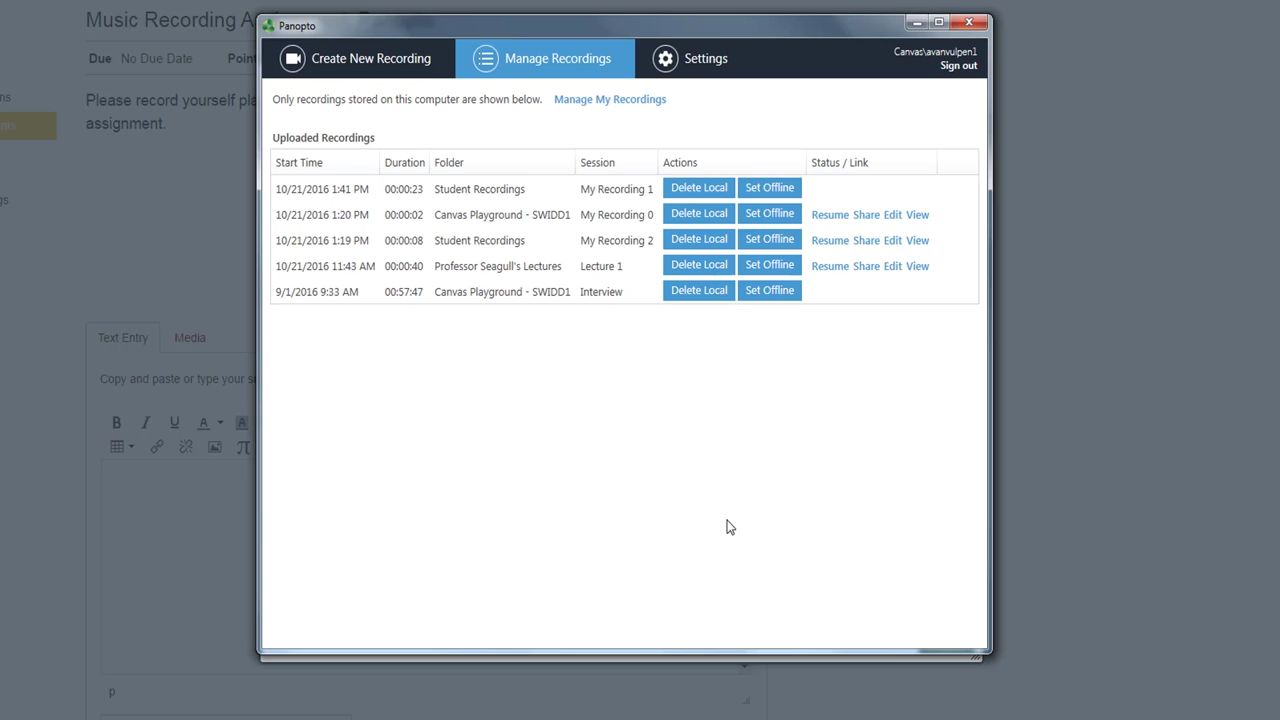 Music Recording A
Due No Due Date Point
Please record yourself pla
assignment.
Panopto
Create New Recording
Manage Recordings
Settings
Canvas\avanvulpen1
Sign out
Only recordings stored on this computer are shown below. Manage My Recordings
Uploaded Recordings
Start Time Duration Folder Session Actions Status / Link
10/21/2016 1:41 PM 00:00:23 Student Recordings My Recording 1 Delete Local Set Offline
10/21/2016 1:20 PM 00:00:02 Canvas Playground - SWIDD1 My Recording 0 Delete Local Set Offline Resume Share Edit View
10/21/2016 1:19 PM 00:00:08 Student Recordings My Recording 2 Delete Local Set Offline Resume Share Edit View
10/21/2016 11:43 AM 00:00:40 Professor Seagull's Lectures Lecture 1 Delete Local Set Offline Resume Share Edit View
9/1/2016 9:33 AM 00:57:47 Canvas Playground - SWIDD1 Interview Delete Local Set Offline
Text Entry Media
Copy and paste or type your s
B I U A A
π
p